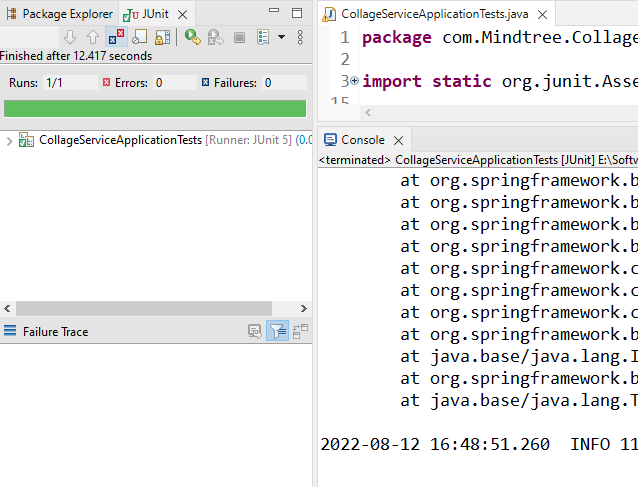 Package Explorer JUnit
Finished after 12.417 seconds
Runs: 1/1 Errors: 0 Failures: 0
CollageServiceApplicationTests [Runner: JUnit 5] (0.0
Failure Trace
CollageServiceApplicationTests.java
1 package com.Mindtree.Collage
2
3 import static org.junit.Asse
15
Console
<terminated> CollageServiceApplicationTests [JUnit] E:\Softw
at org.springframework.b
at org.springframework.b
at org.springframework.b
at org.springframework.b
at org.springframework.c
at org.springframework.c
at org.springframework.c
at org.springframework.b
at java.base/java.lang.I
at org.springframework.b
at java.base/java.lang.T
2022-08-12 16:48:51.260 INFO 11